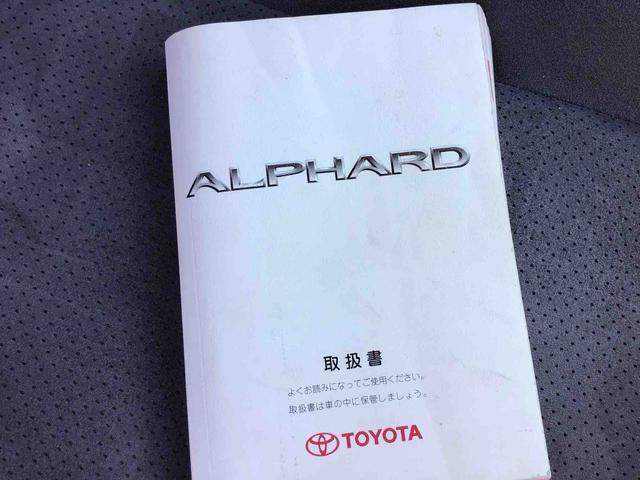 ALPHARD
取扱書
よくお読みになってご使用ください。
取扱書は車の中に保管しましょう。
TOYOTA